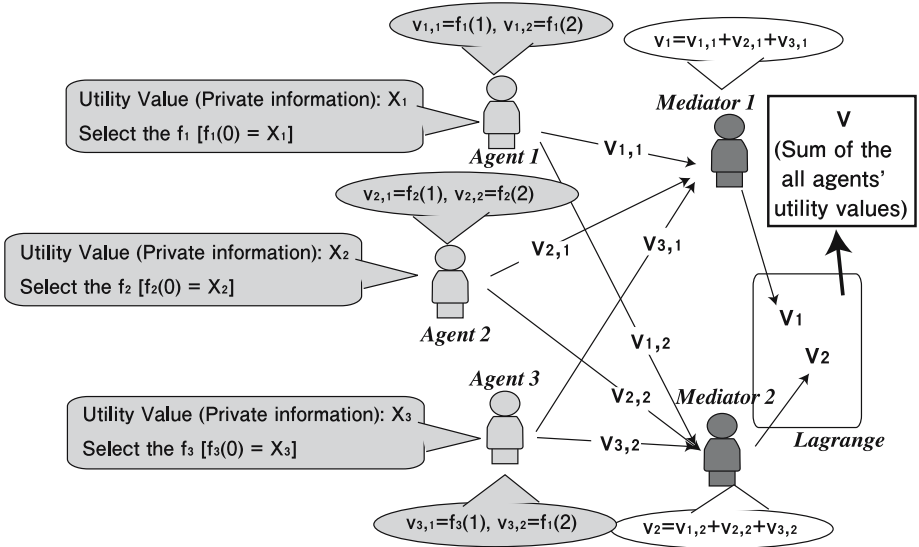 v1,1=f1(1), v1,2=f1(2)
v1=v1,1+v2,1+v3,1
Utility Value (Private information): X1
Select the f1 [f1(0) = X1]
Agent 1
Mediator 1
V
(Sum of the
all agents'
utility values)
V1,1
v2,1=f2(1), v2,2=f2(2)
V2,1
V3,1
Utility Value (Private information): X2
Select the f2 [f2(0) = X2]
Agent 2
V1
V1,2
V2
Agent 3
V2,2
Mediator 2
Utility Value (Private information): X3
Select the f3 [f3(0) = X3]
V3,2
Lagrange
v3,1=f3(1), v3,2=f1(2)
v2=v1,2+v2,2+v3,2